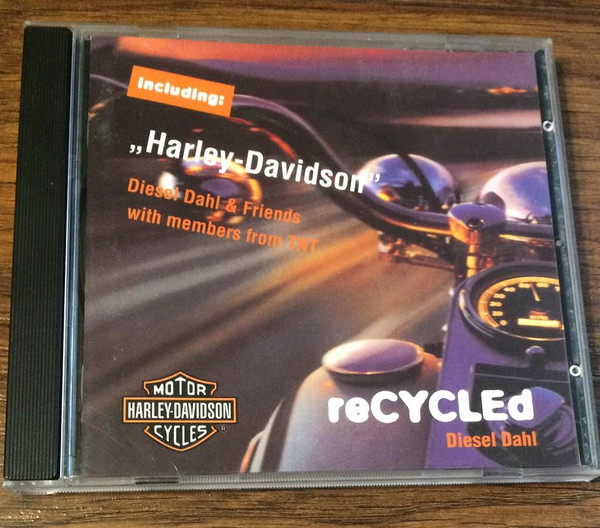 including:
„Harley-Davidson”
Diesel Dahl & Friends
with members from TNT
MOTOR
HARLEY-DAVIDSON
CYCLES
®
reCYCLEd
Diesel Dahl